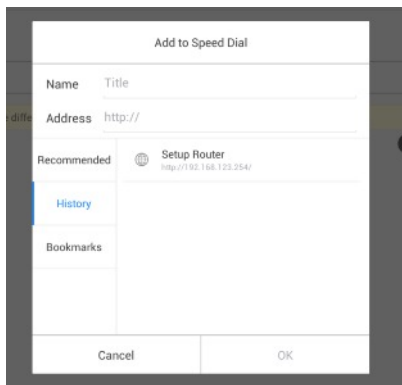 Add to Speed Dial
Name Title
e diffe
Address http://
Recommended
Setup Router
http://192.168.123.254/
History
Bookmarks
Cancel OK